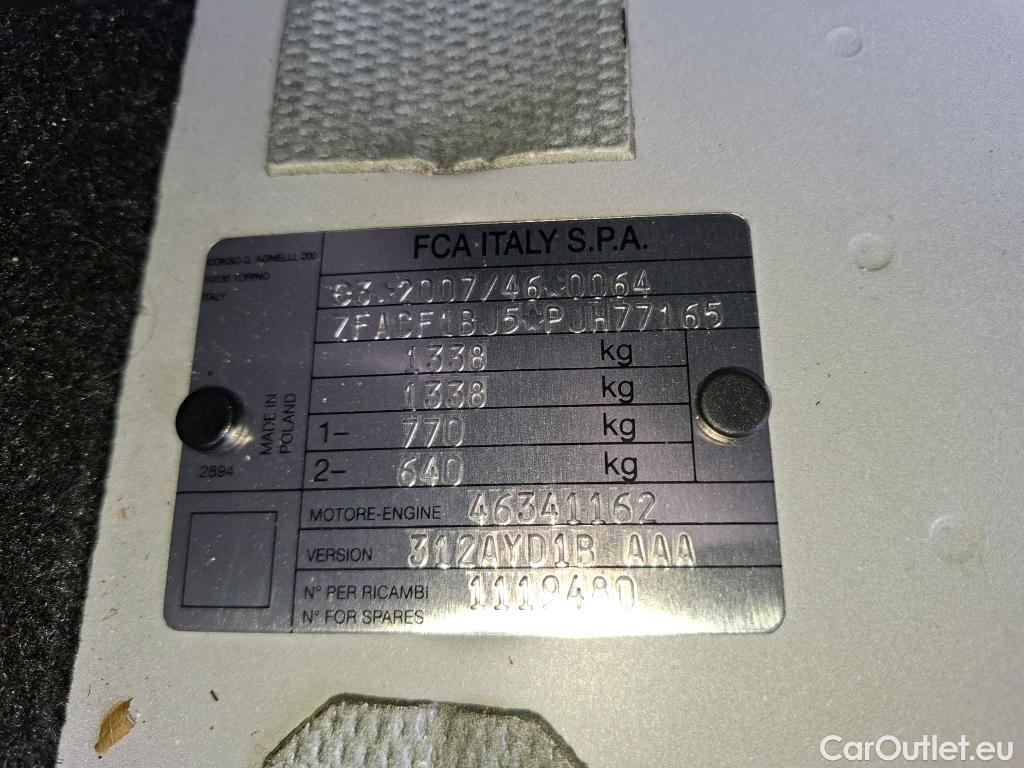 FCA ITALY S.P.A.
CORSO G. AGNELLI, 200
10135 TORINO
ITALY
e3*2007/46*0064
ZFACF1BJ5*PJH77165
1338 kg
1338 kg
1- 770 kg
2- 640 kg
MADE IN
POLAND
2894
MOTORE-ENGINE 46341162
VERSION 312AYD1B AAA
N° PER RICAMBI 1119480
N° FOR SPARES
CarOutlet.eu